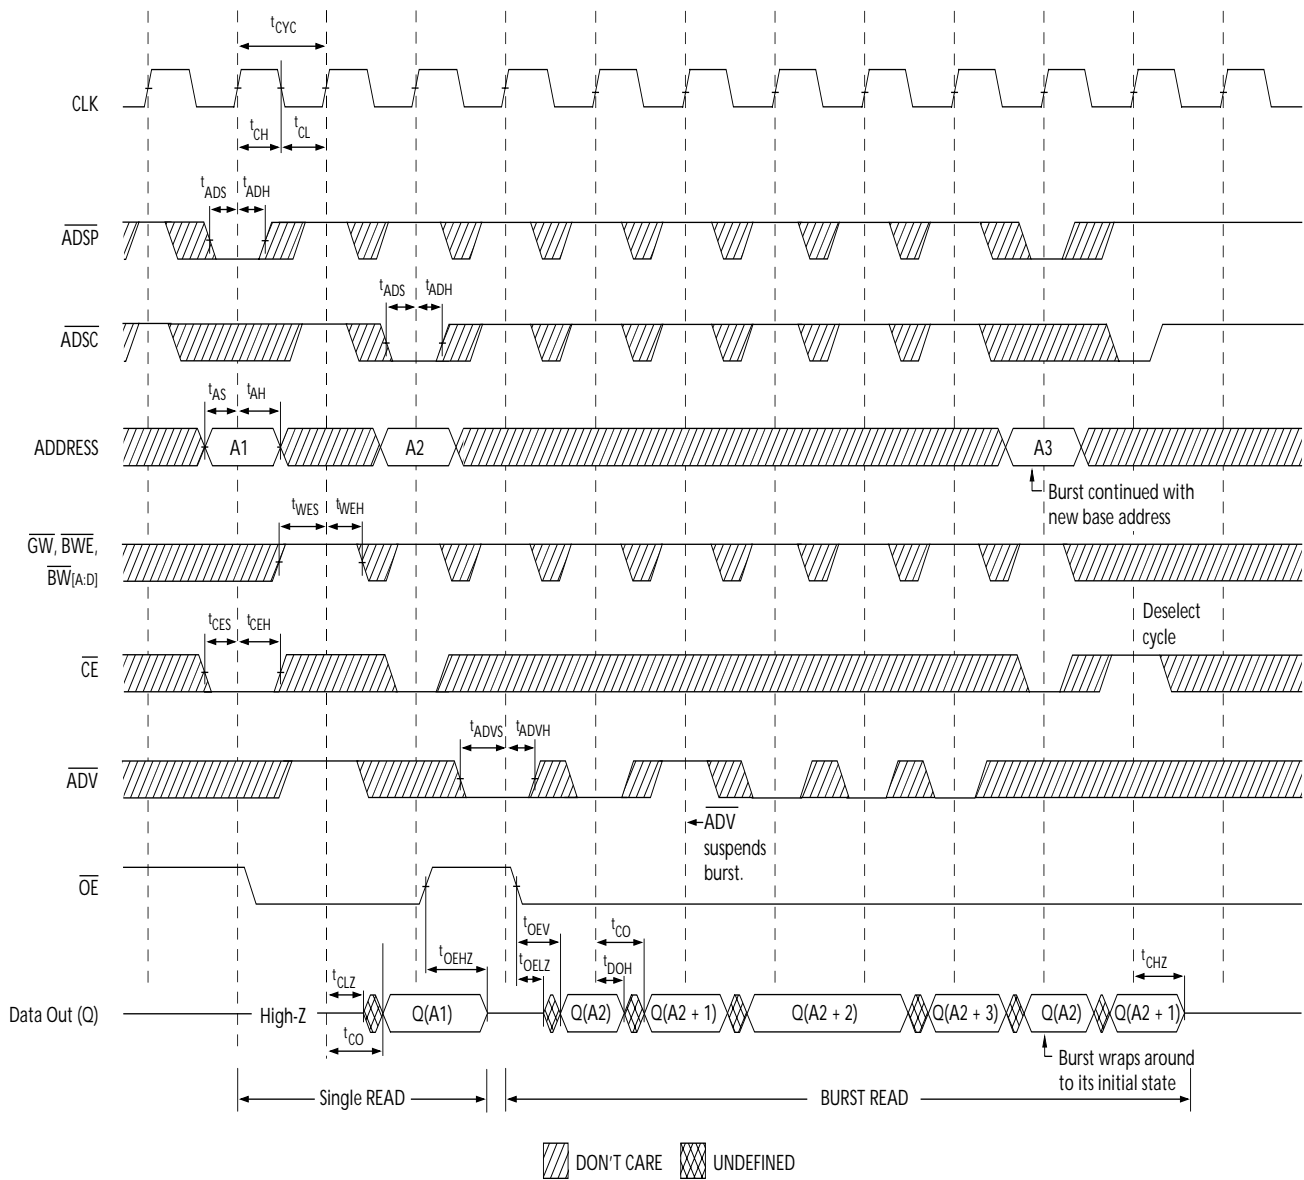 tCYC
CLK
tCH
tCL
tADS
tADH
ADSP
tADS
tADH
ADSC
tAS
tAH
ADDRESS
A1
A2
A3
Burst continued with
new base address
tWES
tWEH
GW, BWE,
BW[A:D]
Deselect
cycle
tCES
tCEH
CE
tADVS
tADVH
ADV
ADV
suspends
burst.
OE
tOEV
tCO
tOEHZ
tOELZ
tDOH
tCHZ
tCLZ
Data Out (Q)
High-Z
Q(A1)
Q(A2)
Q(A2 + 1)
Q(A2 + 2)
Q(A2 + 3)
Q(A2)
Q(A2 + 1)
tCO
Burst wraps around
to its initial state
Single READ
BURST READ
DON'T CARE
UNDEFINED